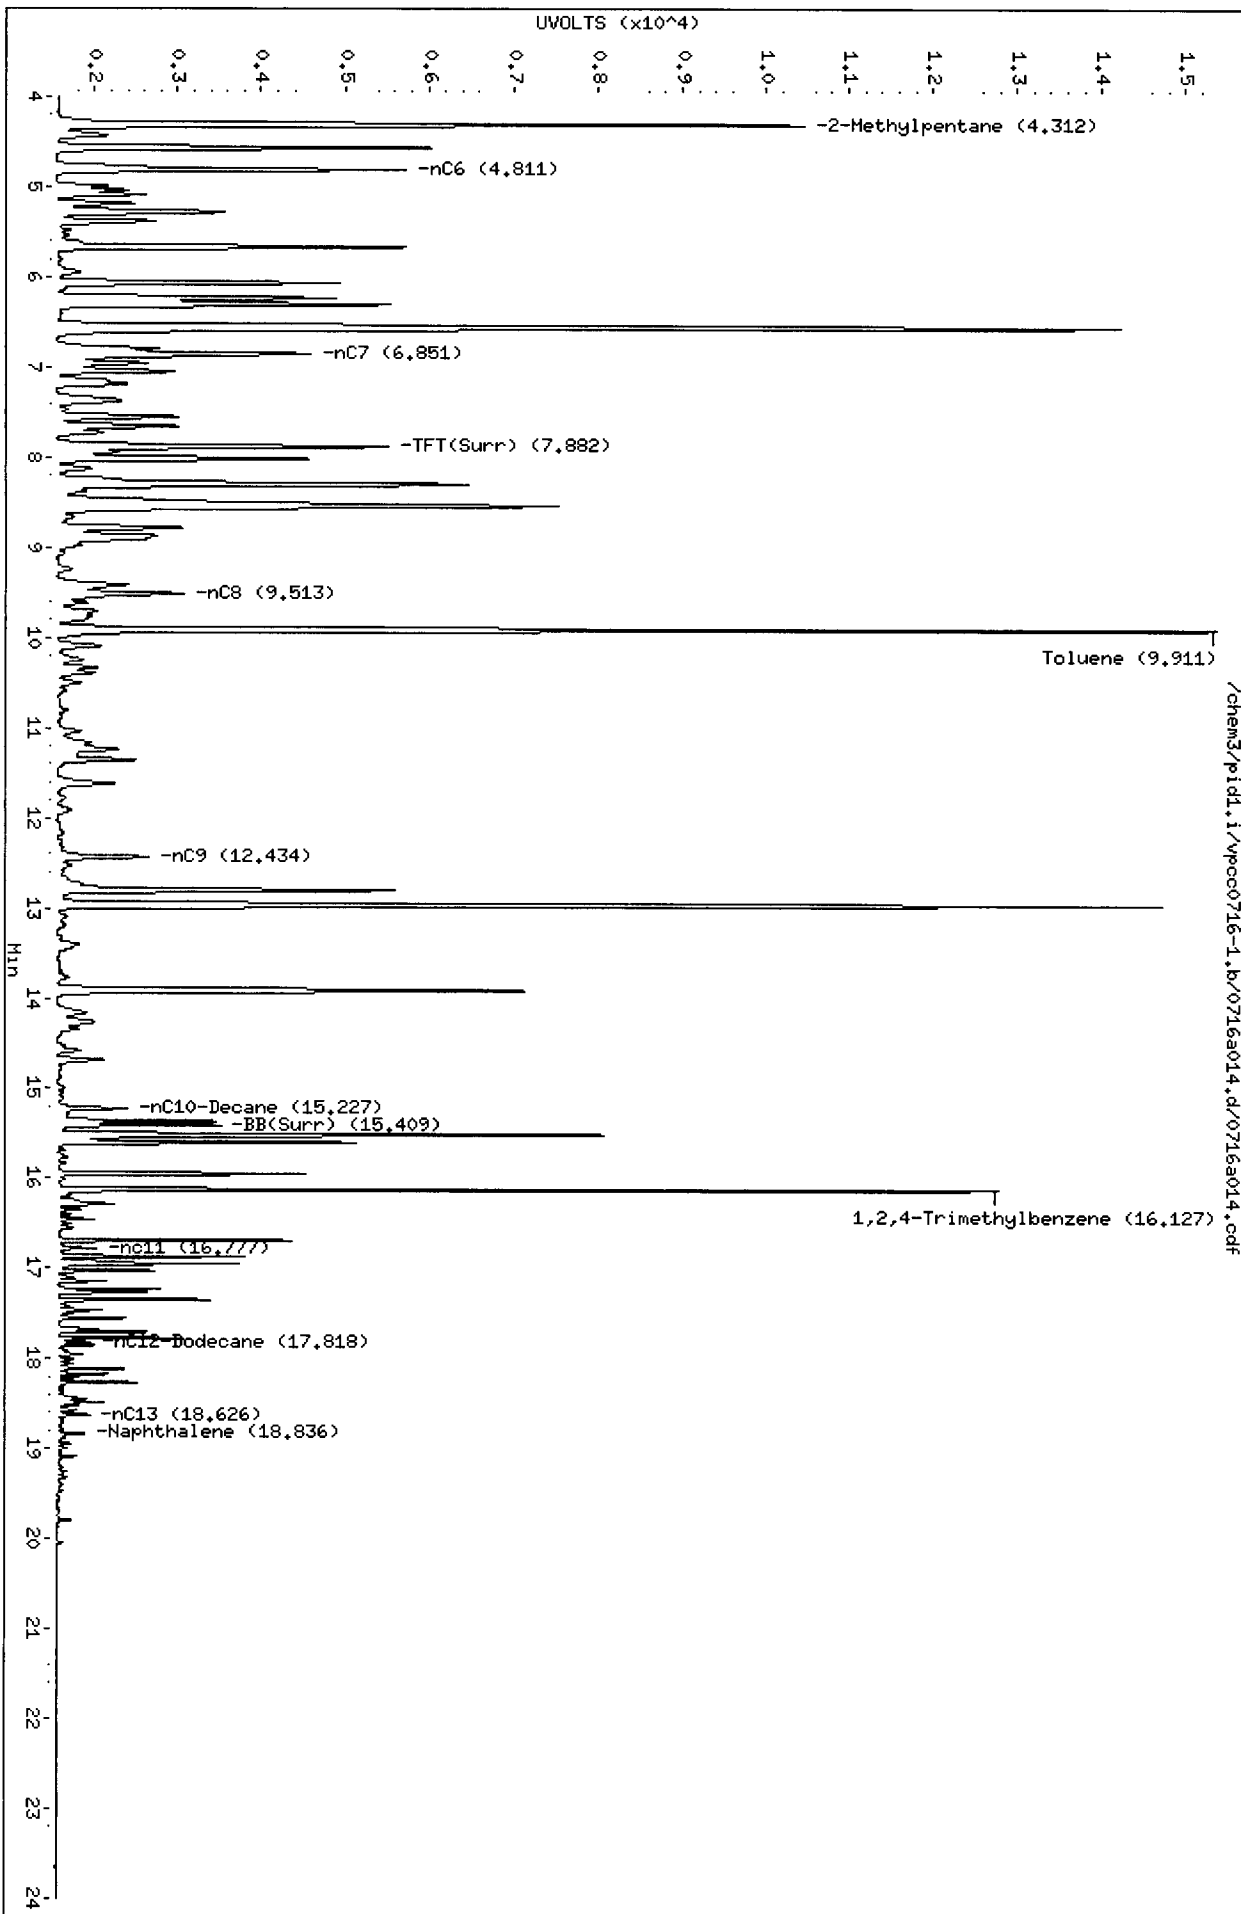 UVOLTS (x10^4)
0.2
0.3
0.4
0.5
0.6
0.7
0.8
0.9
1.0
1.1
1.2
1.3
1.4
1.5
/chem3/pid1.i/vpcc0716-1.b/0716a014.d/0716a014.cdf
-2-Methylpentane (4.312)
-nC6 (4.811)
-nC7 (6.851)
-TFT(Surr) (7.882)
-nC8 (9.513)
Toluene (9.911)
-nC9 (12.434)
-nC10-Decane (15.227)
-BB(Surr) (15.409)
1,2,4-Trimethylbenzene (16.127)
-nc11 (16.777)
-nC12-Dodecane (17.818)
-nC13 (18.626)
-Naphthalene (18.836)
4
5
6
7
8
9
10
11
12
13
14
15
16
17
18
19
20
21
22
23
24
Min